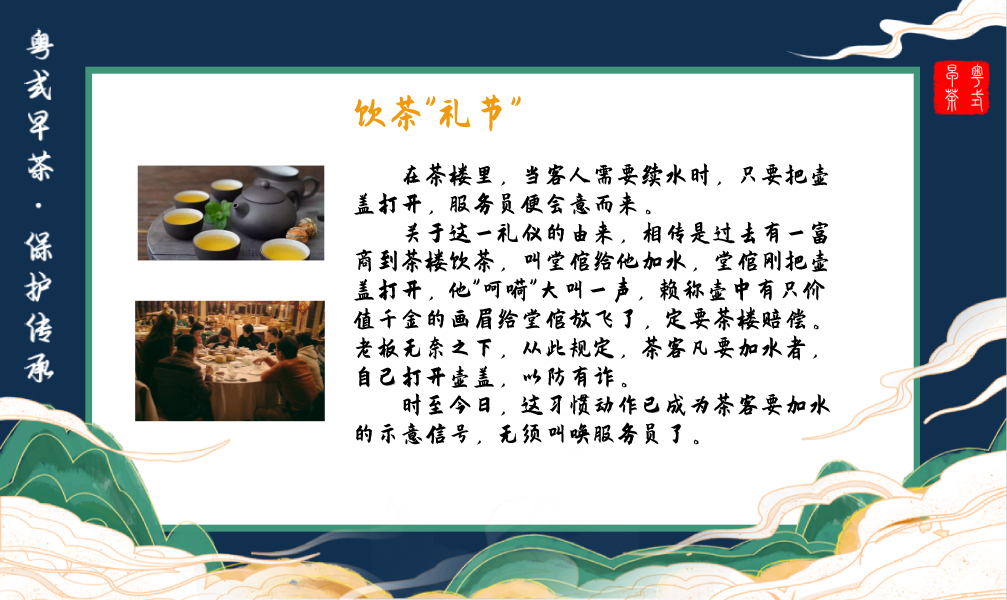 粤式早茶·保护传承
粤式
早茶
饮茶"礼节"
在茶楼里，当客人需要续水时，只要把壶
盖打开，服务员便会意而来。
关于这一礼仪的由来，相传是过去有一富
商到茶楼饮茶，叫堂倌给他加水，堂倌刚把壶
盖打开，他"呵嗬"大叫一声，赖称壶中有只价
值千金的画眉给堂倌放飞了，定要茶楼赔偿。
老板无奈之下，从此规定，茶客凡要加水者，
自己打开壶盖，以防有诈。
时至今日，这习惯动作已成为茶客要加水
的示意信号，无须叫唤服务员了。